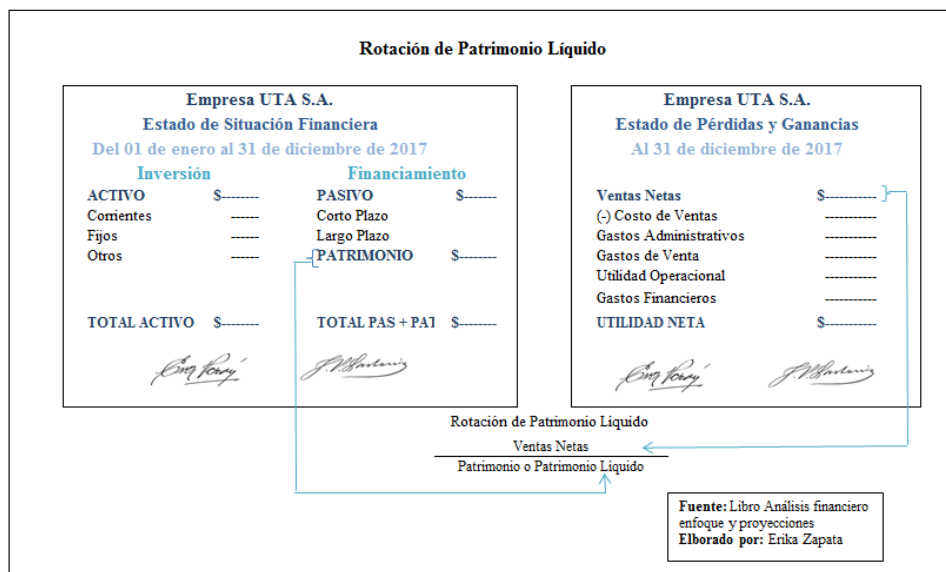 Rotación de Patrimonio Líquido
Empresa UTA S.A.
Estado de Situación Financiera
Del 01 de enero al 31 de diciembre de 2017
Inversión Financiamiento
ACTIVO $-------- PASIVO $-------
Corrientes ------ Corto Plazo
Fijos ------ Largo Plazo
Otros ------ PATRIMONIO $--------
TOTAL ACTIVO $-------- TOTAL PAS + PAT $--------
Empresa UTA S.A.
Estado de Pérdidas y Ganancias
Al 31 de diciembre de 2017
Ventas Netas $-----------
(-) Costo de Ventas -----------
Gastos Administrativos -----------
Gastos de Venta -----------
Utilidad Operacional -----------
Gastos Financieros -----------
UTILIDAD NETA $-----------
Rotación de Patrimonio Líquido
Ventas Netas
Patrimonio o Patrimonio Líquido
Fuente: Libro Análisis financiero
enfoque y proyecciones
Elborado por: Erika Zapata